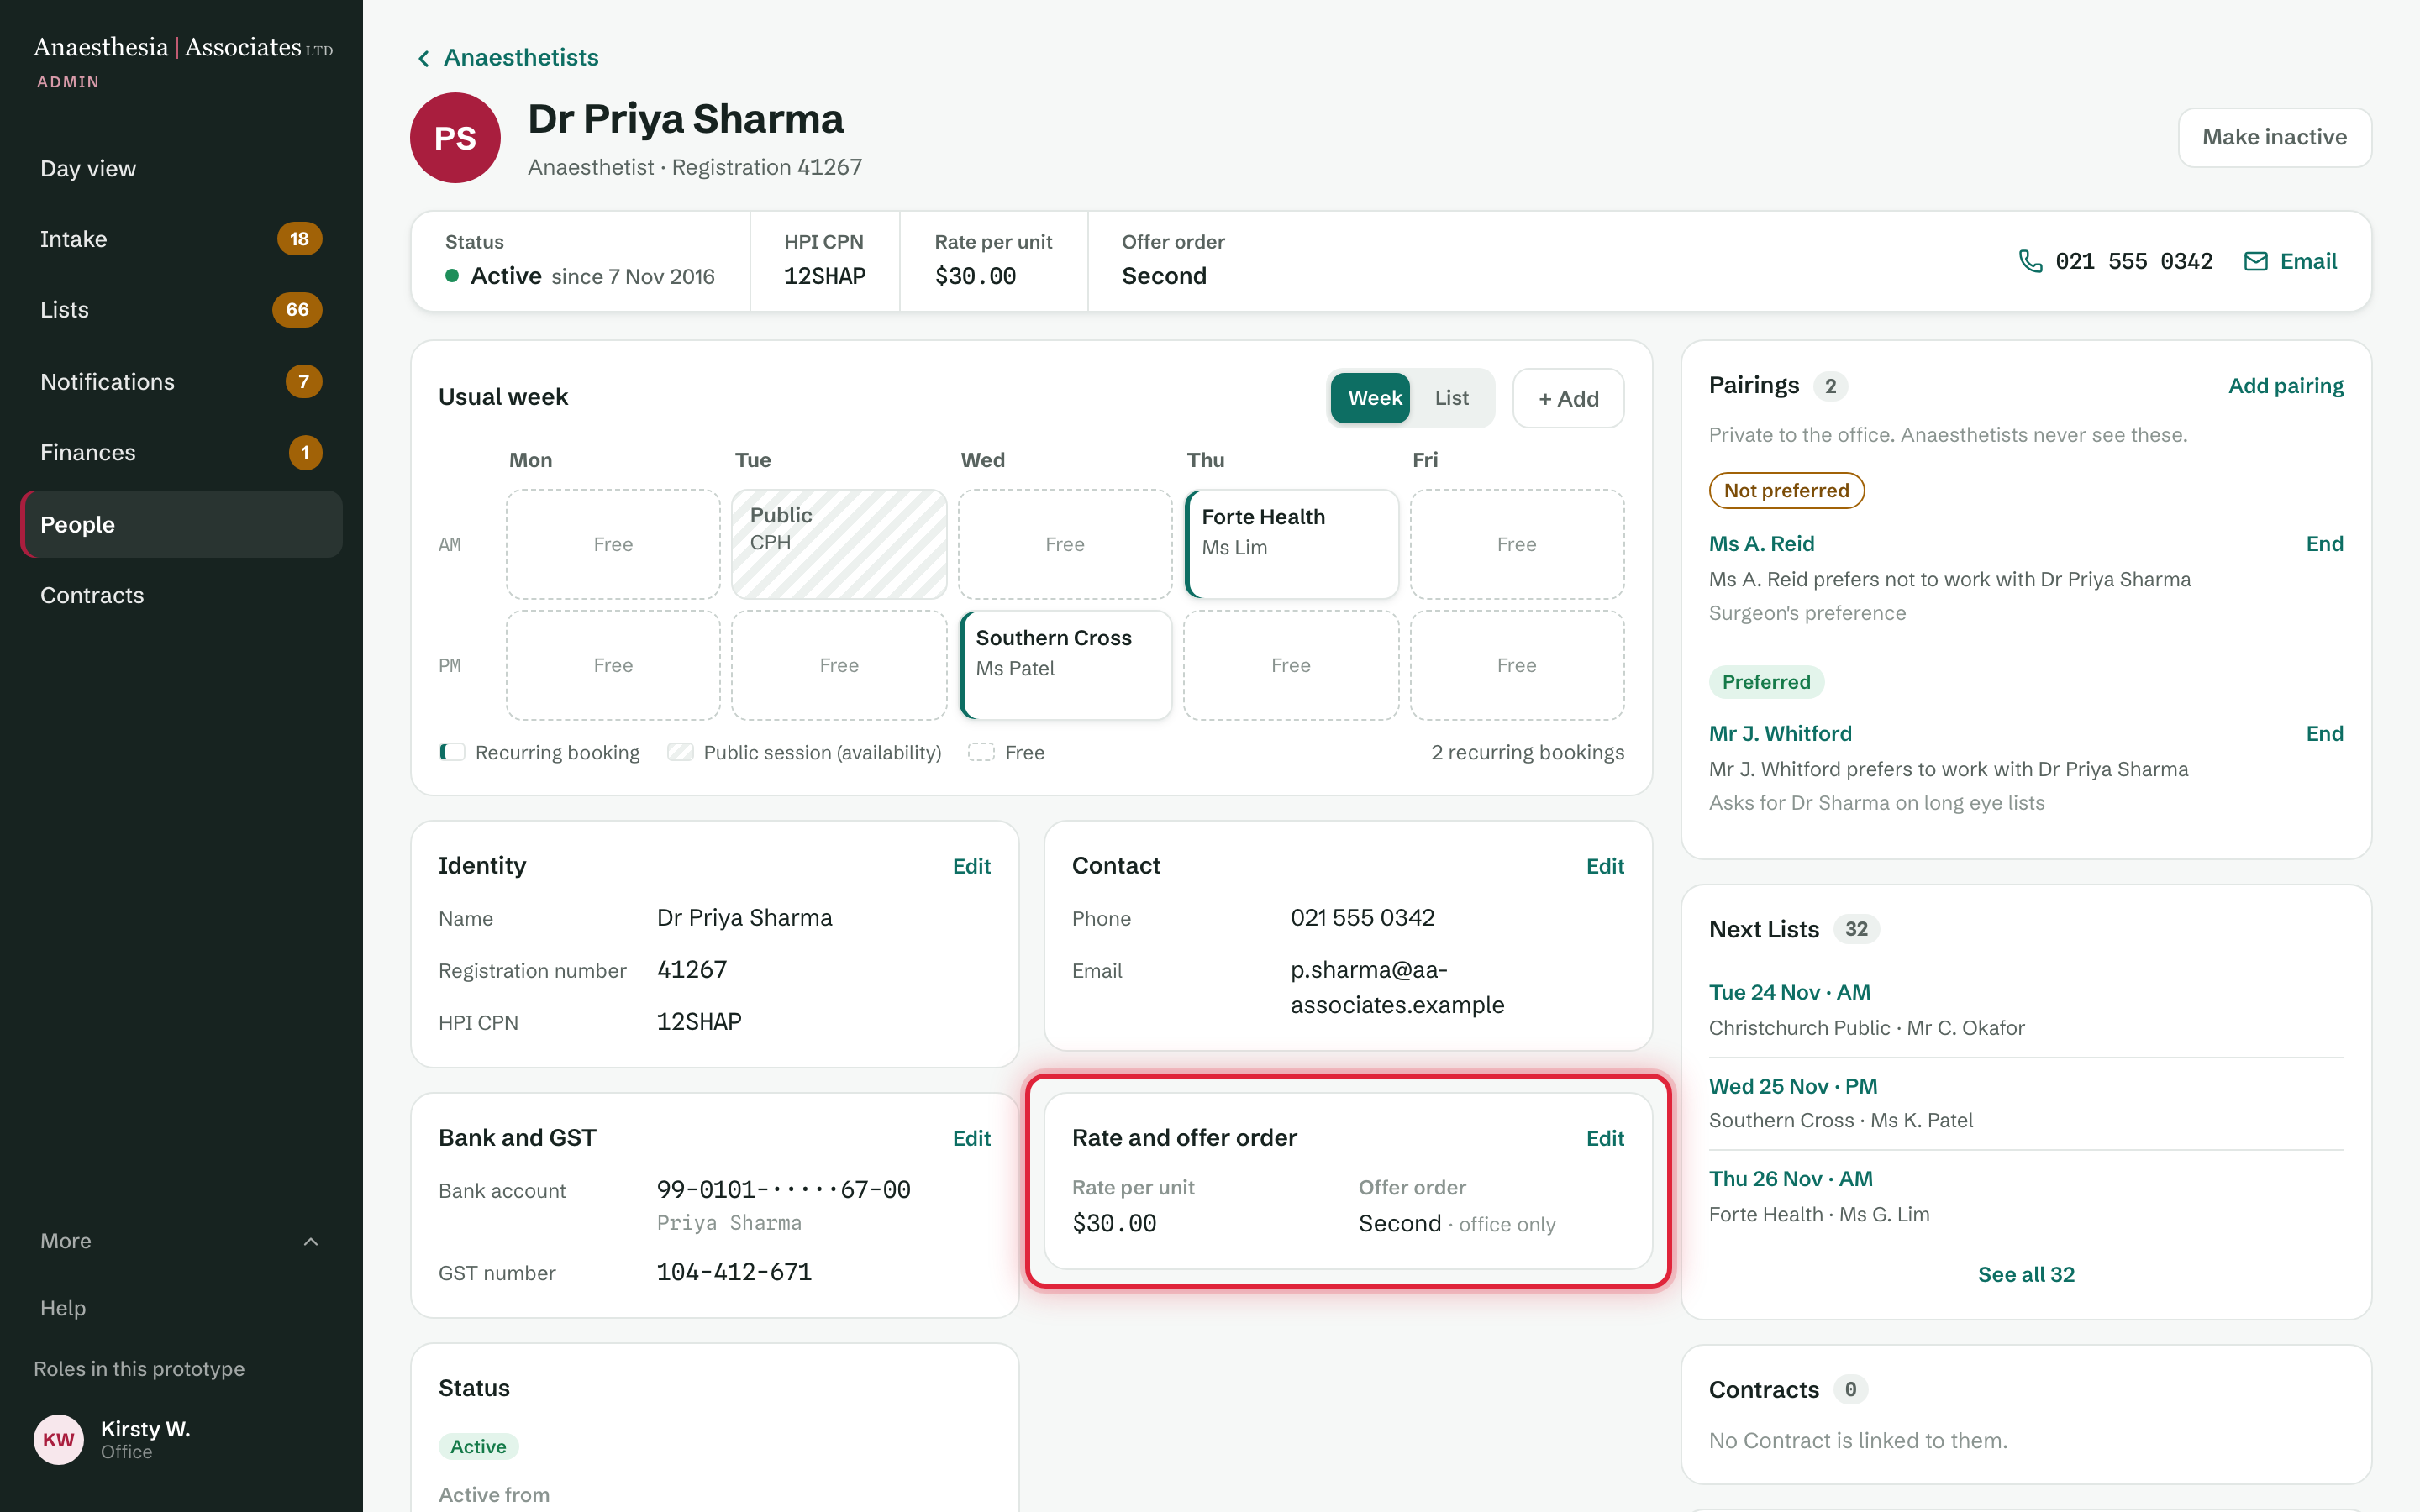 Anaesthesia | Associates LTD
ADMIN
Day view
Intake 18
Lists 66
Notifications 7
Finances 1
People
Contracts
More
Help
Roles in this prototype
KW
Kirsty W.
Office
Anaesthetists
PS
Dr Priya Sharma
Anaesthetist · Registration 41267
Make inactive
Status
Active since 7 Nov 2016
HPI CPN
12SHAP
Rate per unit
$30.00
Offer order
Second
021 555 0342
Email
Usual week
Week
List
+ Add
Mon Tue Wed Thu Fri
AM
Free
Public
CPH
Free
Forte Health
Ms Lim
Free
PM
Free
Free
Southern Cross
Ms Patel
Free
Free
Recurring booking
Public session (availability)
Free
2 recurring bookings
Identity
Edit
Name Dr Priya Sharma
Registration number 41267
HPI CPN 12SHAP
Contact
Edit
Phone 021 555 0342
Email p.sharma@aa-
associates.example
Bank and GST
Edit
Bank account 99-0101-·····67-00
Priya Sharma
GST number 104-412-671
Rate and offer order
Edit
Rate per unit
$30.00
Offer order
Second · office only
Status
Active
Active from
Pairings 2
Add pairing
Private to the office. Anaesthetists never see these.
Not preferred
Ms A. Reid
End
Ms A. Reid prefers not to work with Dr Priya Sharma
Surgeon's preference
Preferred
Mr J. Whitford
End
Mr J. Whitford prefers to work with Dr Priya Sharma
Asks for Dr Sharma on long eye lists
Next Lists 32
Tue 24 Nov · AM
Christchurch Public · Mr C. Okafor
Wed 25 Nov · PM
Southern Cross · Ms K. Patel
Thu 26 Nov · AM
Forte Health · Ms G. Lim
See all 32
Contracts 0
No Contract is linked to them.